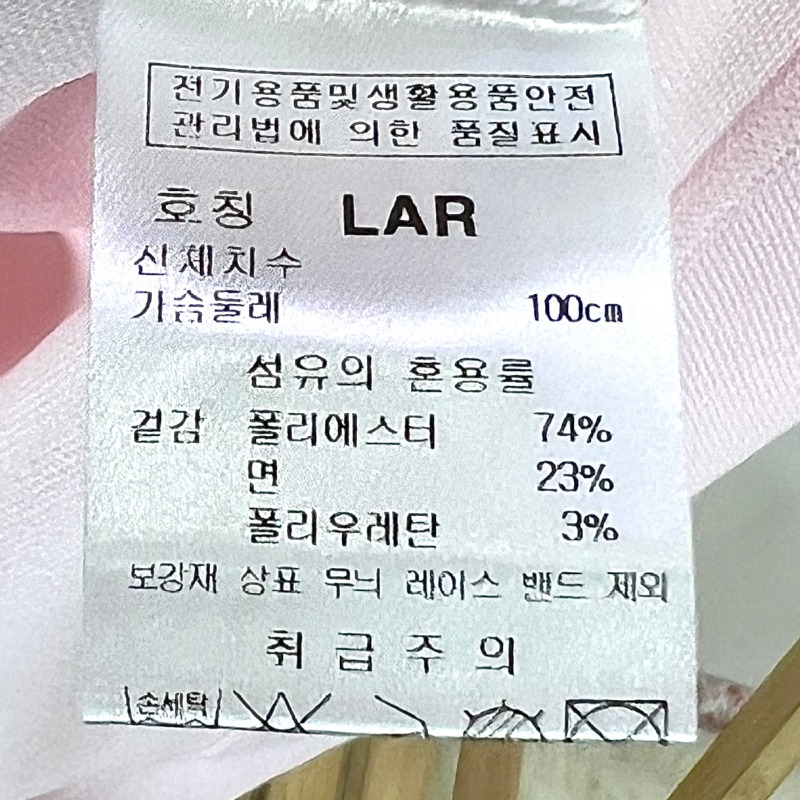 전기용품및생활용품안전
관리법에 의한 품질표시
호칭 LAR
신체치수
가슴둘레 100cm
섬유의 혼용률
겉감 폴리에스터 74%
면 23%
폴리우레탄 3%
보강재 상표 무늬 레이스 밴드 제외
취급주의
손세탁